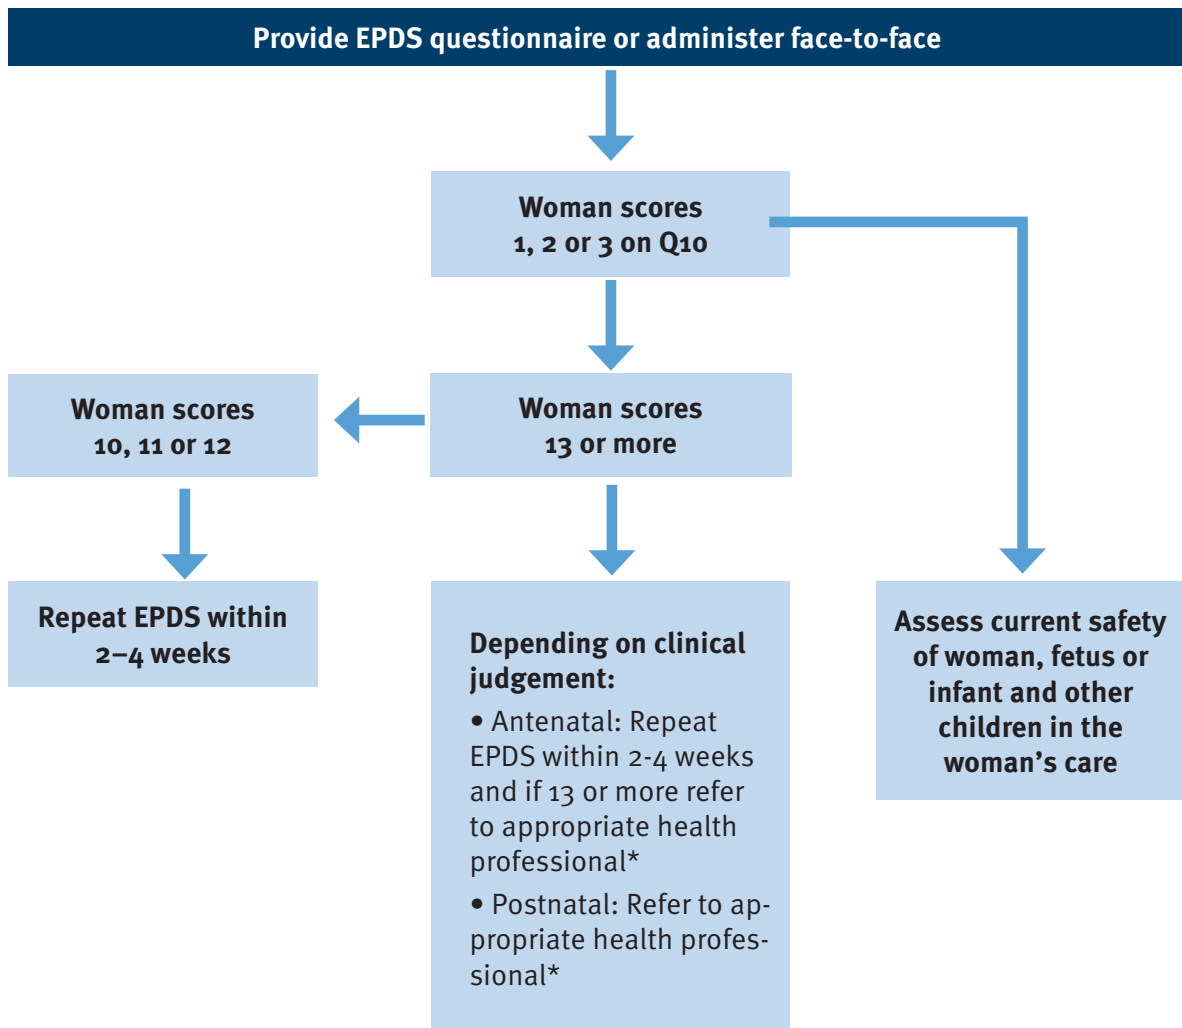 Provide EPDS questionnaire or administer face-to-face
Woman scores
1, 2 or 3 on Q10
Woman scores
10, 11 or 12
Woman scores
13 or more
Repeat EPDS within
2–4 weeks
Depending on clinical
judgement:
• Antenatal: Repeat
EPDS within 2-4 weeks
and if 13 or more refer
to appropriate health
professional*
• Postnatal: Refer to ap-
propriate health profes-
sional*
Assess current safety
of woman, fetus or
infant and other
children in the
woman’s care